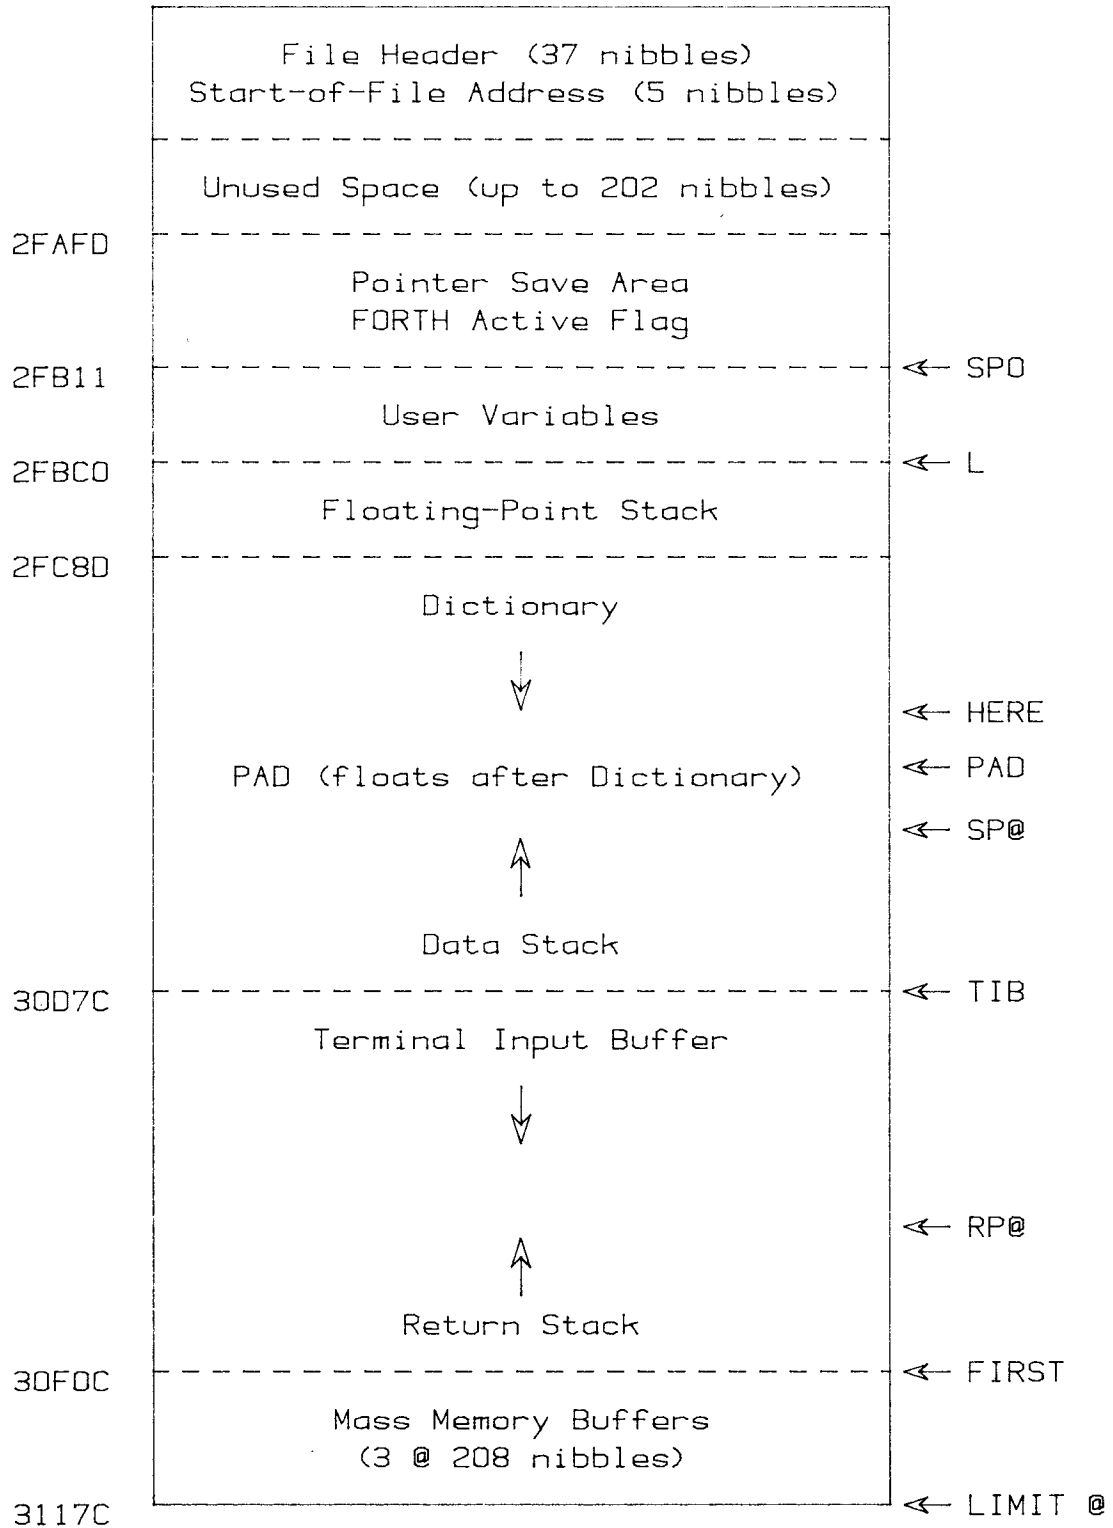 File Header (37 nibbles)
Start-of-File Address (5 nibbles)
Unused Space (up to 202 nibbles)
2FAFD
Pointer Save Area
FORTH Active Flag
2FB11
SP0
User Variables
2FBC0
L
Floating-Point Stack
2FC8D
Dictionary
HERE
PAD (floats after Dictionary)
PAD
SP@
Data Stack
30D7C
TIB
Terminal Input Buffer
RP@
Return Stack
30F0C
FIRST
Mass Memory Buffers
(3 @ 208 nibbles)
3117C
LIMIT @